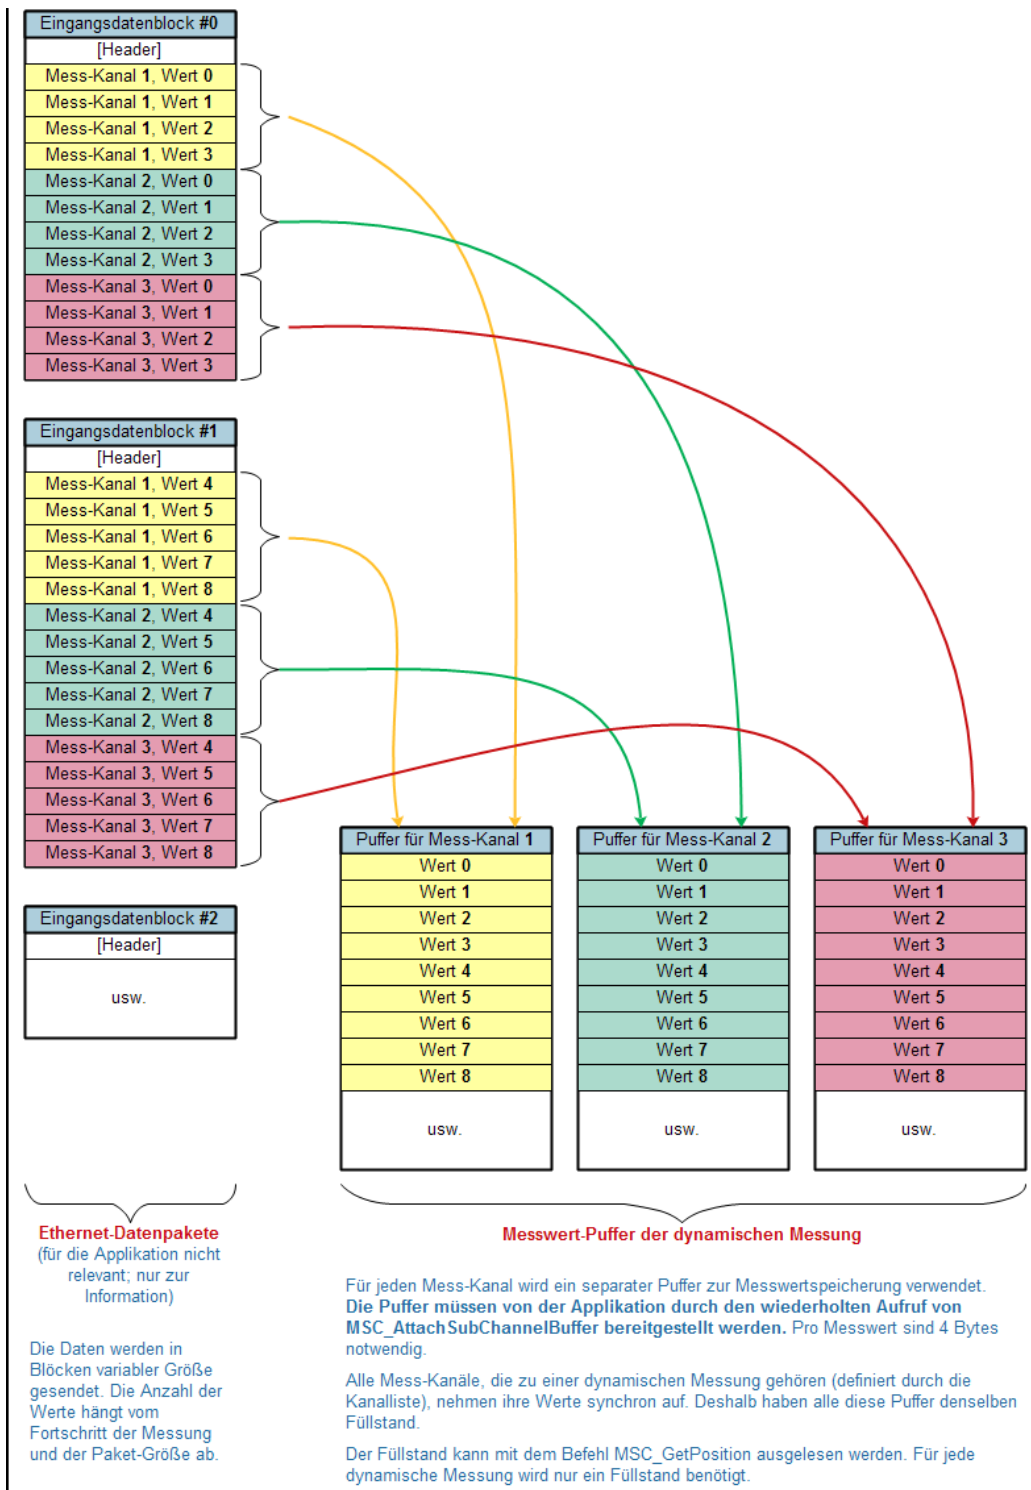 Eingangsdatenblock #0
[Header]
Mess-Kanal 1, Wert 0
Mess-Kanal 1, Wert 1
Mess-Kanal 1, Wert 2
Mess-Kanal 1, Wert 3
Mess-Kanal 2, Wert 0
Mess-Kanal 2, Wert 1
Mess-Kanal 2, Wert 2
Mess-Kanal 2, Wert 3
Mess-Kanal 3, Wert 0
Mess-Kanal 3, Wert 1
Mess-Kanal 3, Wert 2
Mess-Kanal 3, Wert 3
Eingangsdatenblock #1
[Header]
Mess-Kanal 1, Wert 4
Mess-Kanal 1, Wert 5
Mess-Kanal 1, Wert 6
Mess-Kanal 1, Wert 7
Mess-Kanal 1, Wert 8
Mess-Kanal 2, Wert 4
Mess-Kanal 2, Wert 5
Mess-Kanal 2, Wert 6
Mess-Kanal 2, Wert 7
Mess-Kanal 2, Wert 8
Mess-Kanal 3, Wert 4
Mess-Kanal 3, Wert 5
Mess-Kanal 3, Wert 6
Mess-Kanal 3, Wert 7
Mess-Kanal 3, Wert 8
Eingangsdatenblock #2
[Header]
usw.
Puffer für Mess-Kanal 1
Wert 0
Wert 1
Wert 2
Wert 3
Wert 4
Wert 5
Wert 6
Wert 7
Wert 8
usw.
Puffer für Mess-Kanal 2
Wert 0
Wert 1
Wert 2
Wert 3
Wert 4
Wert 5
Wert 6
Wert 7
Wert 8
usw.
Puffer für Mess-Kanal 3
Wert 0
Wert 1
Wert 2
Wert 3
Wert 4
Wert 5
Wert 6
Wert 7
Wert 8
usw.
Ethernet-Datenpakete
(für die Applikation nicht
relevant; nur zur
Information)
Die Daten werden in
Blöcken variabler Größe
gesendet. Die Anzahl der
Werte hängt vom
Fortschritt der Messung
und der Paket-Größe ab.
Messwert-Puffer der dynamischen Messung
Für jeden Mess-Kanal wird ein separater Puffer zur Messwertspeicherung verwendet.
Die Puffer müssen von der Applikation durch den wiederholten Aufruf von
MSC_AttachSubChannelBuffer bereitgestellt werden. Pro Messwert sind 4 Bytes
notwendig.
Alle Mess-Kanäle, die zu einer dynamischen Messung gehören (definiert durch die
Kanalliste), nehmen ihre Werte synchron auf. Deshalb haben alle diese Puffer denselben
Füllstand.
Der Füllstand kann mit dem Befehl MSC_GetPosition ausgelesen werden. Für jede
dynamische Messung wird nur ein Füllstand benötigt.